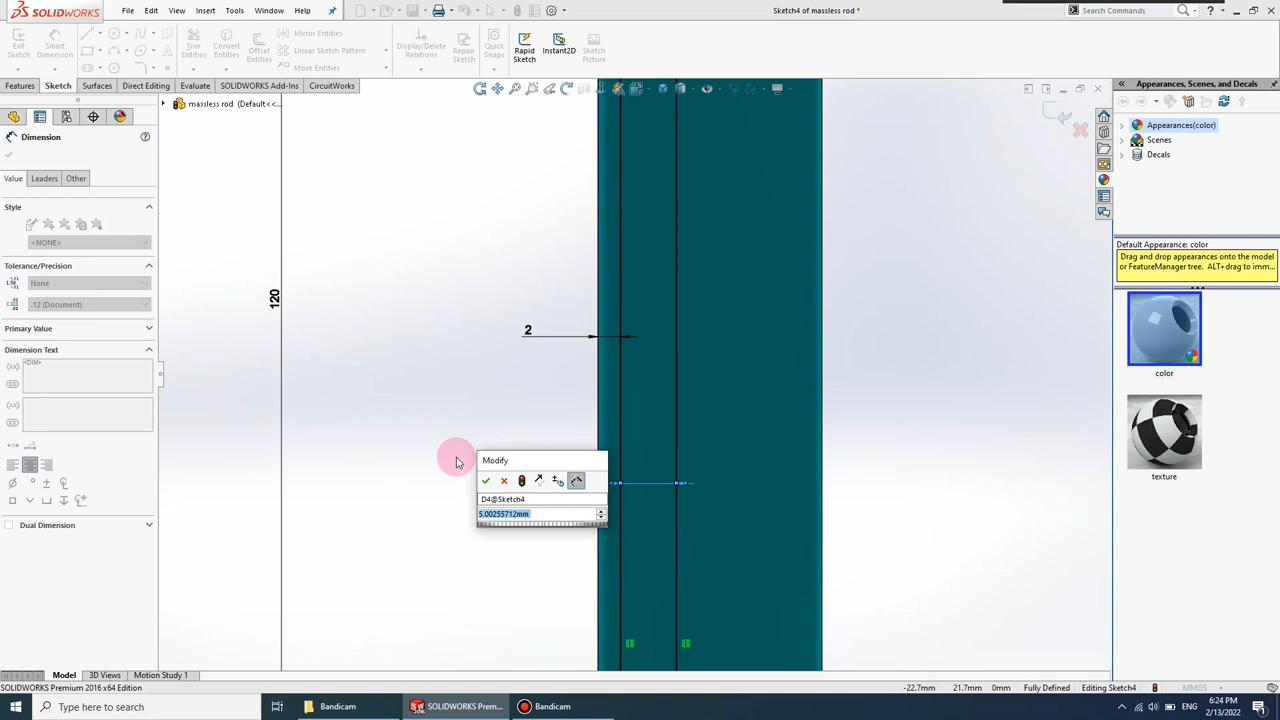 SOLIDWORKS
File
Edit
View
Insert
Tools
Window
Help
Sketch4 of massless rod *
Search Commands
Exit
Sketch
Smart
Dimension
Trim
Entities
Convert
Entities
Offset
Entities
Mirror Entities
Linear Sketch Pattern
Move Entities
Display/Delete
Relations
Repair
Sketch
Quick
Snaps
Rapid
Sketch
Instant2D
Sketch
Picture
Features
Sketch
Surfaces
Direct Editing
Evaluate
SOLIDWORKS Add-Ins
CircuitWorks
massless rod (Default<<...
Dimension
Value
Leaders
Other
Style
<NONE>
Tolerance/Precision
None
.12 (Document)
Primary Value
Dimension Text
<DIM>
Dual Dimension
120
2
Modify
D4@Sketch4
5.00255712mm
Appearances, Scenes, and Decals
Appearances(color)
Scenes
Decals
Default Appearance: color
Drag and drop appearances onto the model
or FeatureManager tree. ALT+drag to imm...
color
texture
Model
3D Views
Motion Study 1
SOLIDWORKS Premium 2016 x64 Edition
-22.7mm
21.7mm
0mm
Fully Defined
Editing Sketch4
MMGS
Type here to search
Bandicam
SOLIDWORKS Prem...
Bandicam
ENG
6:24 PM
2/13/2022